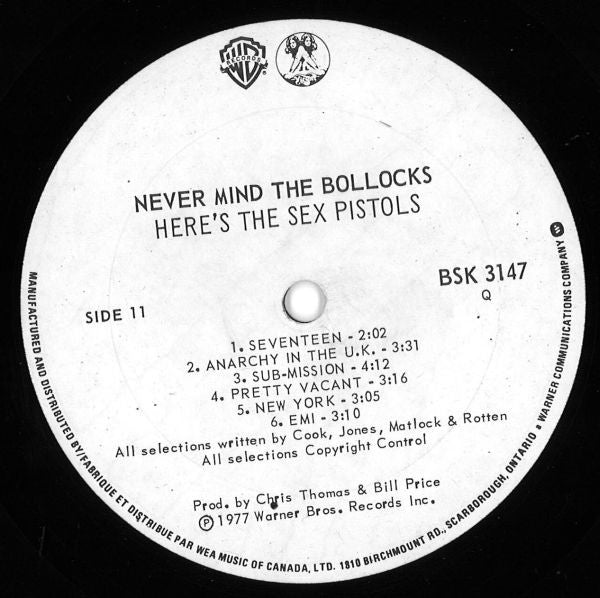 WB
RECORDS
NEVER MIND THE BOLLOCKS
HERE'S THE SEX PISTOLS
SIDE 11
BSK 3147
Q
1. SEVENTEEN - 2:02
2. ANARCHY IN THE U.K. - 3:31
3. SUB-MISSION - 4:12
4. PRETTY VACANT - 3:16
5. NEW YORK - 3:05
6. EMI - 3:10
All selections written by Cook, Jones, Matlock & Rotten
All selections Copyright Control
Prod. by Chris Thomas & Bill Price
℗ 1977 Warner Bros. Records Inc.
MANUFACTURED AND DISTRIBUTED BY/FABRIQUE ET DISTRIBUE PAR WEA MUSIC OF CANADA, LTD. 1810 BIRCHMOUNT RD., SCARBOROUGH, ONTARIO • WARNER COMMUNICATIONS COMPANY